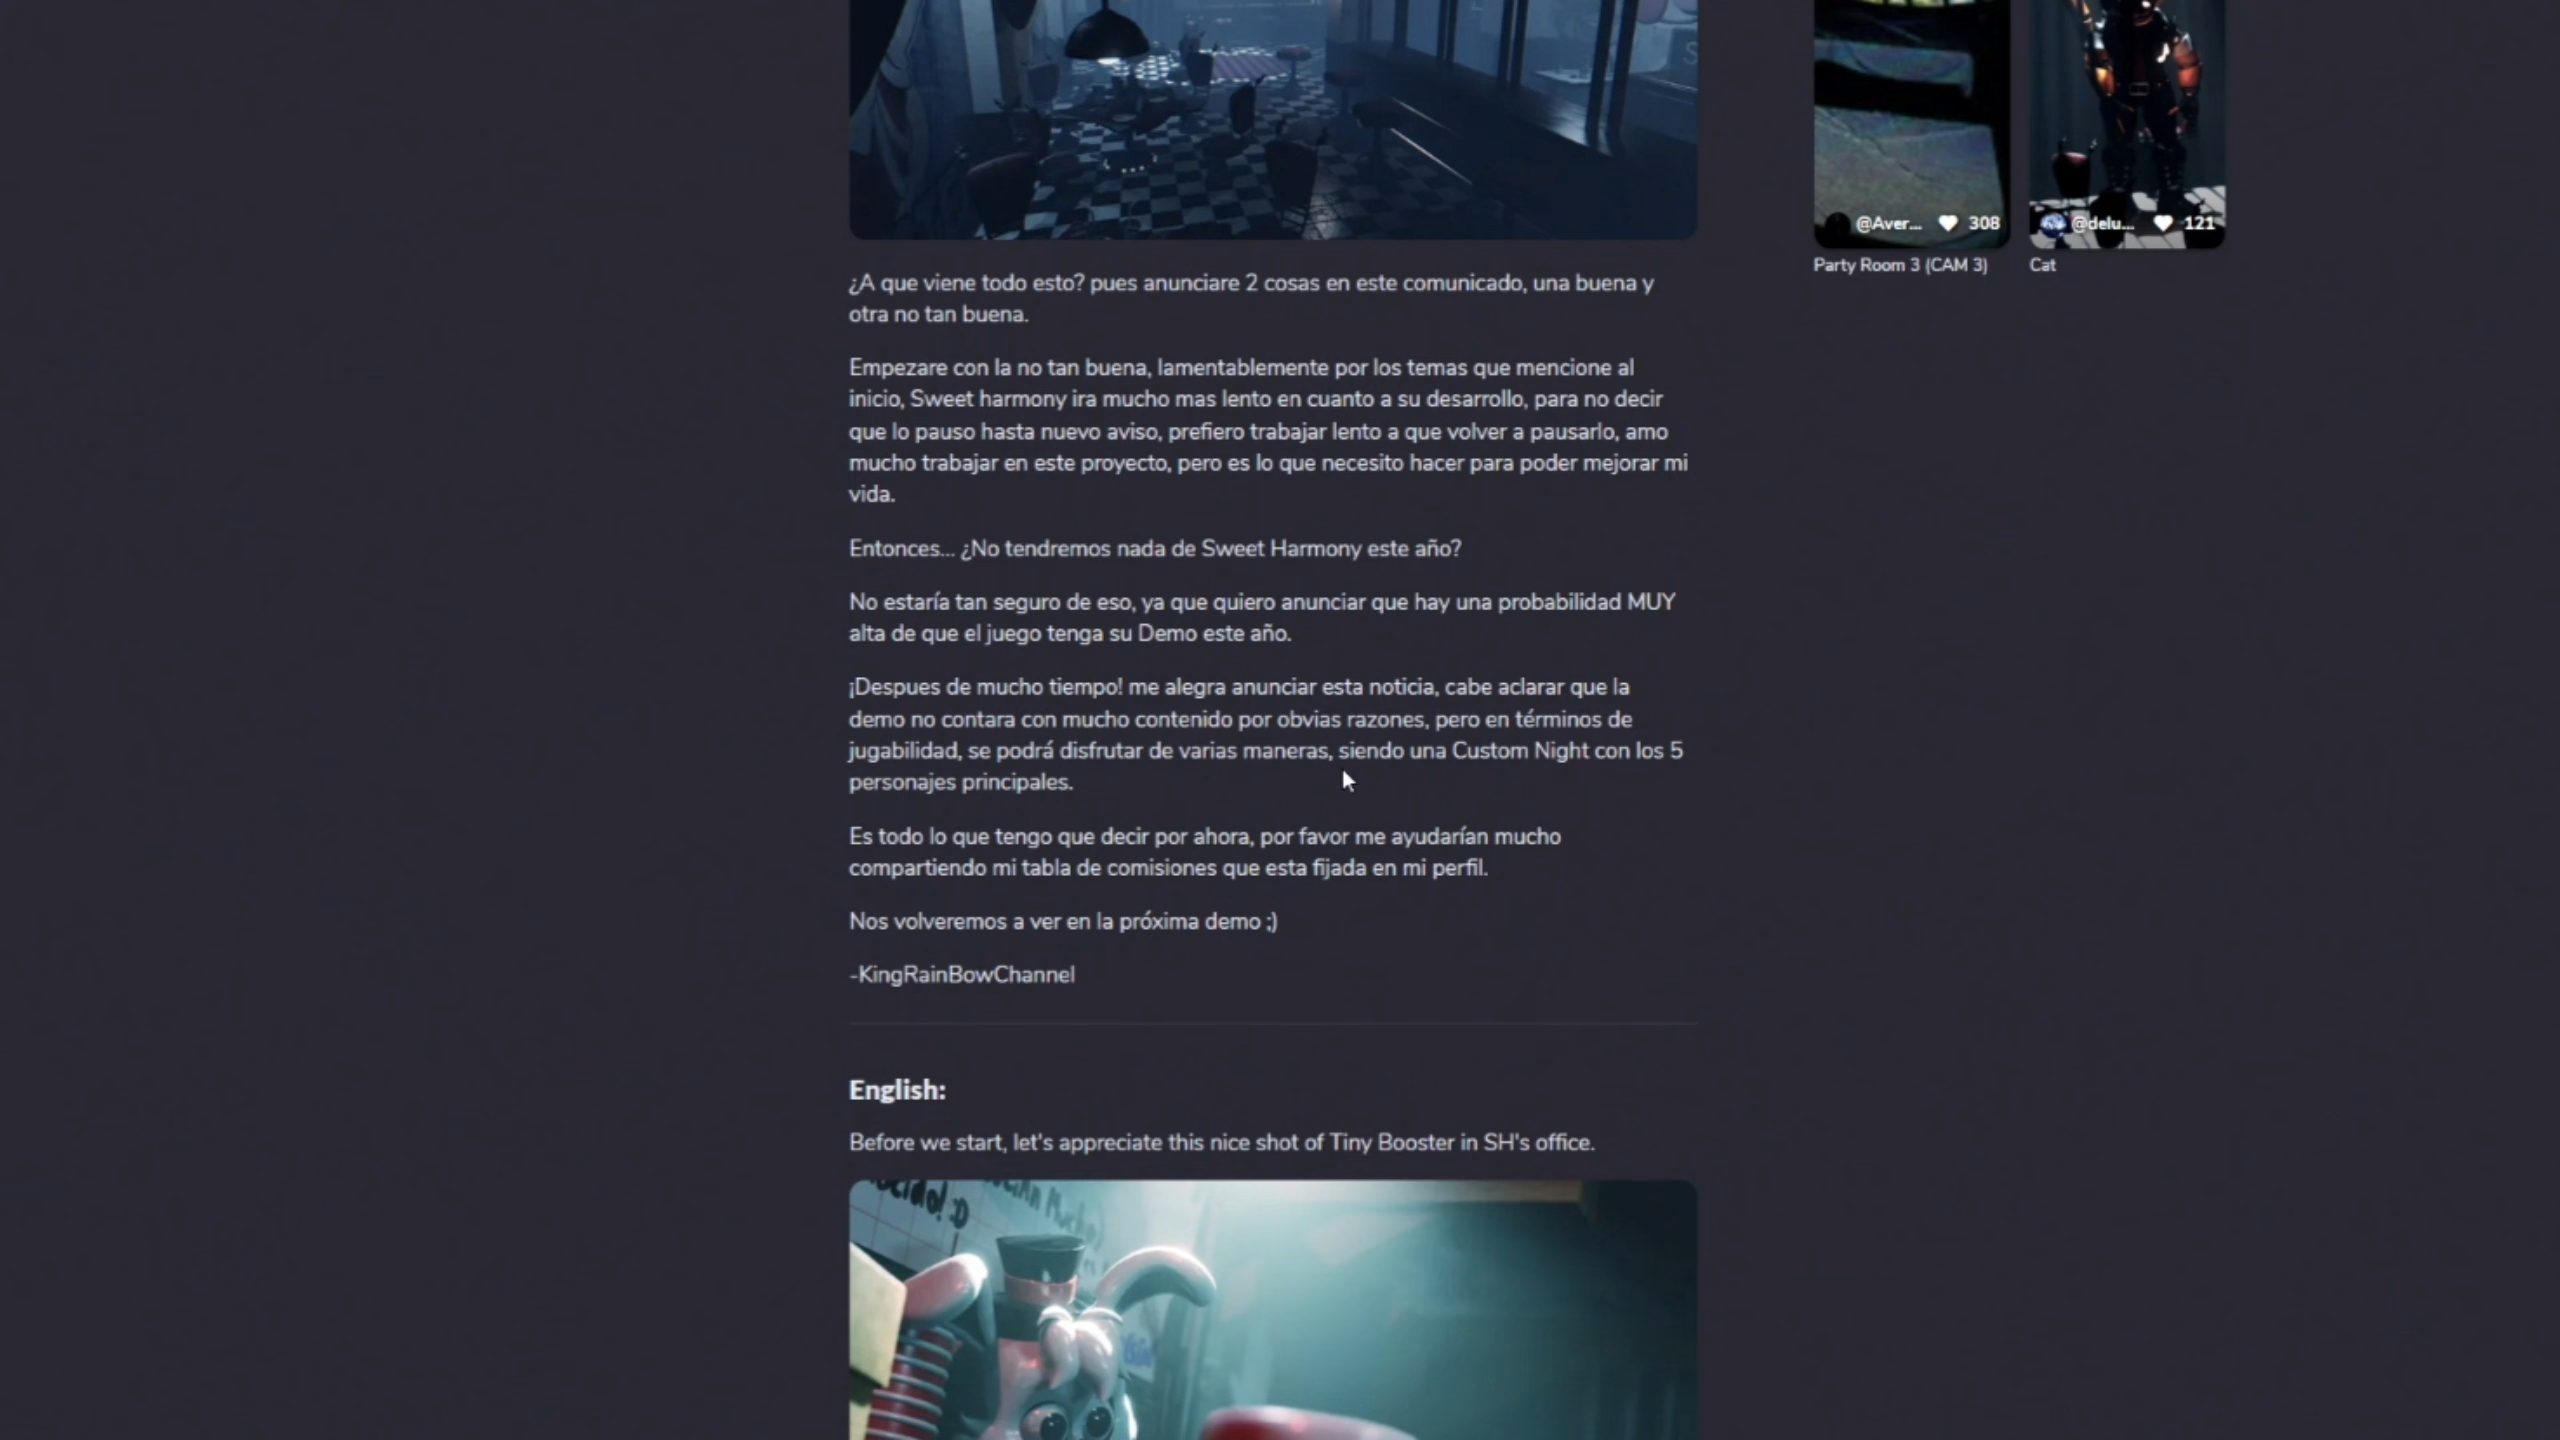 @Aver... 308
@delu... 121
Party Room 3 (CAM 3)
Cat
¿A que viene todo esto? pues anunciare 2 cosas en este comunicado, una buena y
otra no tan buena.
Empezare con la no tan buena, lamentablemente por los temas que mencione al
inicio, Sweet harmony ira mucho mas lento en cuanto a su desarrollo, para no decir
que lo pauso hasta nuevo aviso, prefiero trabajar lento a que volver a pausarlo, amo
mucho trabajar en este proyecto, pero es lo que necesito hacer para poder mejorar mi
vida.
Entonces... ¿No tendremos nada de Sweet Harmony este año?
No estaría tan seguro de eso, ya que quiero anunciar que hay una probabilidad MUY
alta de que el juego tenga su Demo este año.
¡Despues de mucho tiempo! me alegra anunciar esta noticia, cabe aclarar que la
demo no contara con mucho contenido por obvias razones, pero en términos de
jugabilidad, se podrá disfrutar de varias maneras, siendo una Custom Night con los 5
personajes principales.
Es todo lo que tengo que decir por ahora, por favor me ayudarían mucho
compartiendo mi tabla de comisiones que esta fijada en mi perfil.
Nos volveremos a ver en la próxima demo ;)
-KingRainBowChannel
English:
Before we start, let's appreciate this nice shot of Tiny Booster in SH's office.